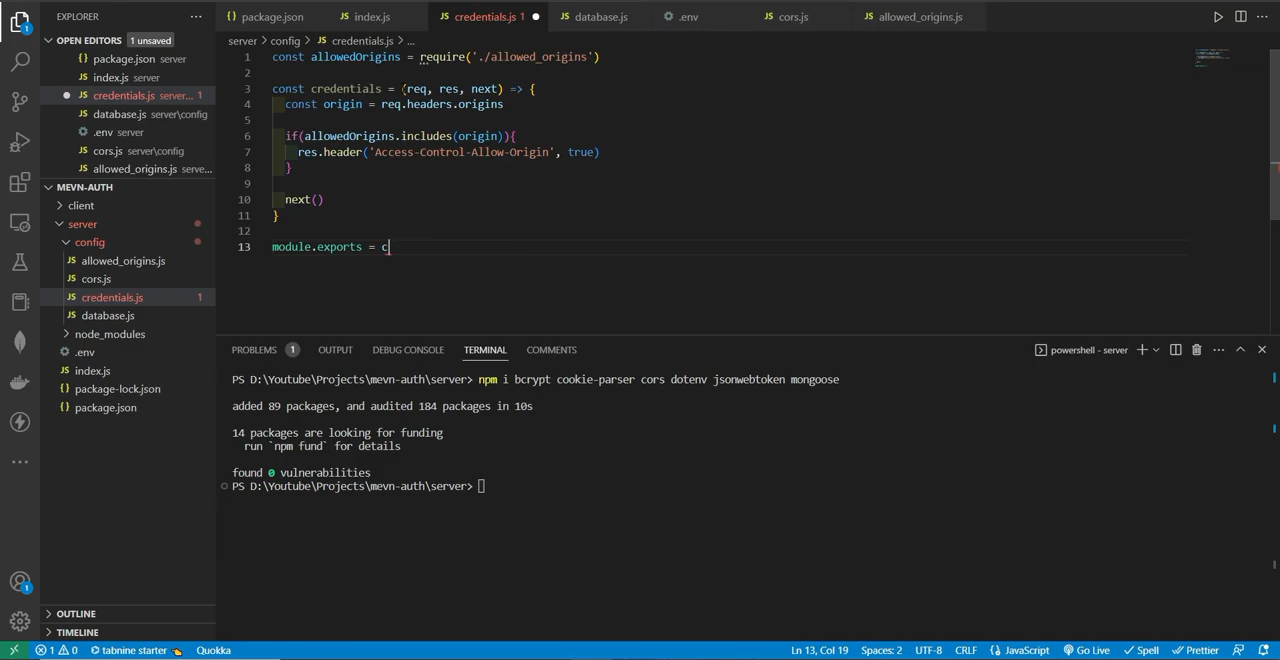 EXPLORER
OPEN EDITORS 1 unsaved
package.json server
index.js server
credentials.js server... 1
database.js server\config
.env server
cors.js server\config
allowed_origins.js serve...
MEVN-AUTH
client
server
config
allowed_origins.js
cors.js
credentials.js 1
database.js
node_modules
.env
index.js
package-lock.json
package.json
OUTLINE
TIMELINE
package.json index.js credentials.js 1 database.js .env cors.js allowed_origins.js
server > config > credentials.js > ...
1 const allowedOrigins = require('./allowed_origins')
2
3 const credentials = (req, res, next) => {
4 const origin = req.headers.origins
5
6 if(allowedOrigins.includes(origin)){
7 res.header('Access-Control-Allow-Origin', true)
8 }
9
10 next()
11 }
12
13 module.exports = c
PROBLEMS 1 OUTPUT DEBUG CONSOLE TERMINAL COMMENTS powershell - server
PS D:\Youtube\Projects\mevn-auth\server> npm i bcrypt cookie-parser cors dotenv jsonwebtoken mongoose
added 89 packages, and audited 184 packages in 10s
14 packages are looking for funding
run `npm fund` for details
found 0 vulnerabilities
PS D:\Youtube\Projects\mevn-auth\server>
1 0 tabnine starter Quokka Ln 13, Col 19 Spaces: 2 UTF-8 CRLF JavaScript Go Live Spell Prettier